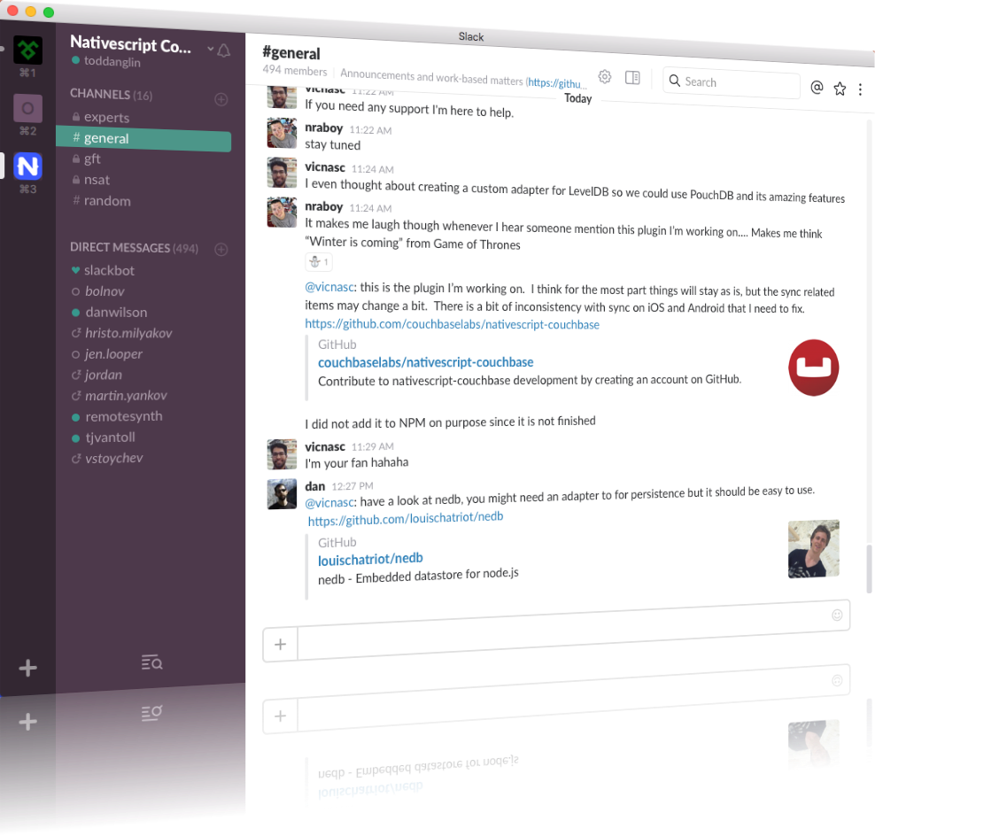 Slack
⌘1
O
⌘2
N
⌘3
Nativescript Co...
toddanglin
CHANNELS (16)
experts
# general
gft
nsat
# random
DIRECT MESSAGES (494)
slackbot
bolnov
danwilson
hristo.milyakov
jen.looper
jordan
martin.yankov
remotesynth
tjvantoll
vstoychev
#general
494 members
Announcements and work-based matters (https://githu...
Search
Today
vicnasc 11:22 AM
If you need any support I'm here to help.
nraboy 11:22 AM
stay tuned
vicnasc 11:24 AM
I even thought about creating a custom adapter for LevelDB so we could use PouchDB and its amazing features
nraboy 11:24 AM
It makes me laugh though whenever I hear someone mention this plugin I'm working on.... Makes me think
“Winter is coming” from Game of Thrones
1
@vicnasc: this is the plugin I'm working on. I think for the most part things will stay as is, but the sync related
items may change a bit. There is a bit of inconsistency with sync on iOS and Android that I need to fix.
https://github.com/couchbaselabs/nativescript-couchbase
GitHub
couchbaselabs/nativescript-couchbase
Contribute to nativescript-couchbase development by creating an account on GitHub.
I did not add it to NPM on purpose since it is not finished
vicnasc 11:29 AM
I'm your fan hahaha
dan 12:27 PM
@vicnasc: have a look at nedb, you might need an adapter to for persistence but it should be easy to use.
https://github.com/louischatriot/nedb
GitHub
louischatriot/nedb
nedb - Embedded datastore for node.js
nedb - Embedded datastore for node.js
louischatriot/nedb